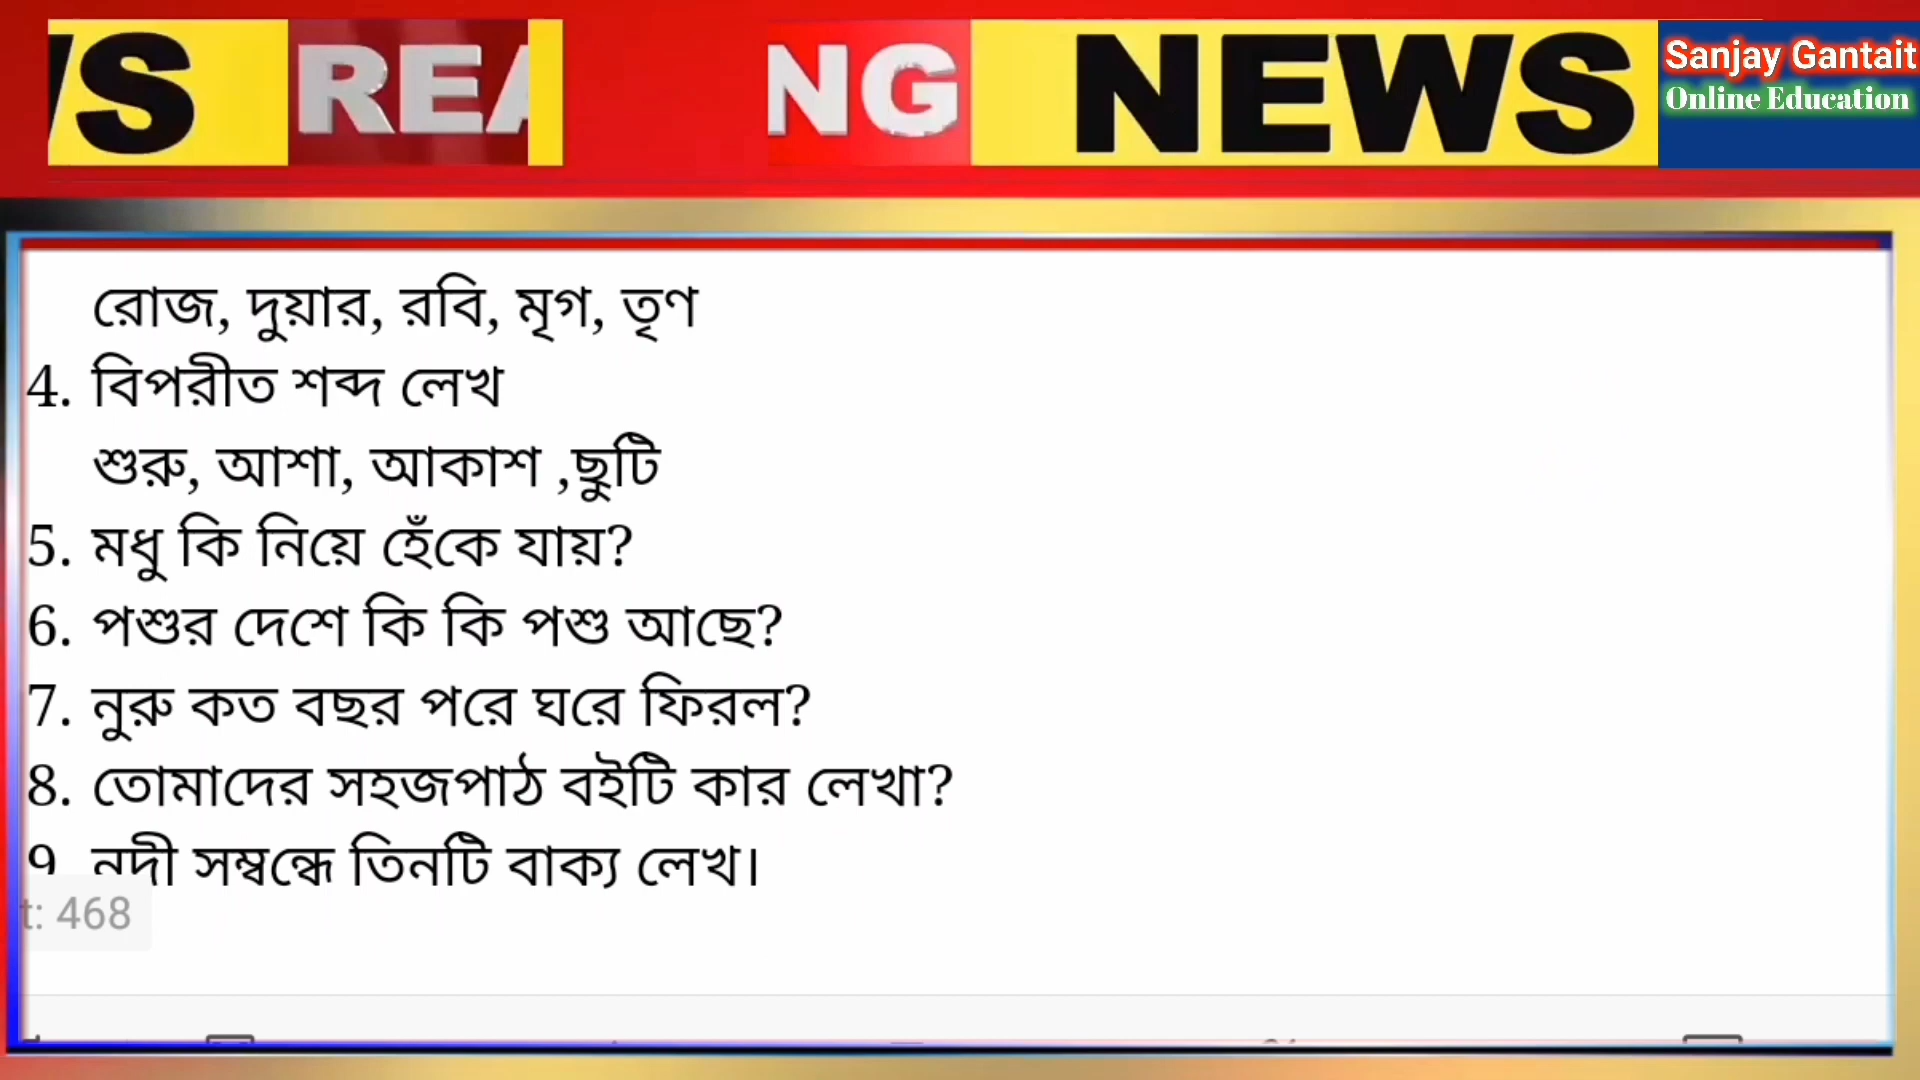 S REA NG NEWS Sanjay Gantait
Online Education
রোজ, দুয়ার, রবি, মৃগ, তৃণ
4. বিপরীত শব্দ লেখ
শুরু, আশা, আকাশ ,ছুটি
5. মধু কি নিয়ে হেঁকে যায়?
6. পশুর দেশে কি কি পশু আছে?
7. নুরু কত বছর পরে ঘরে ফিরল?
8. তোমাদের সহজপাঠ বইটি কার লেখা?
9. নদী সম্বন্ধে তিনটি বাক্য লেখ।
t: 468